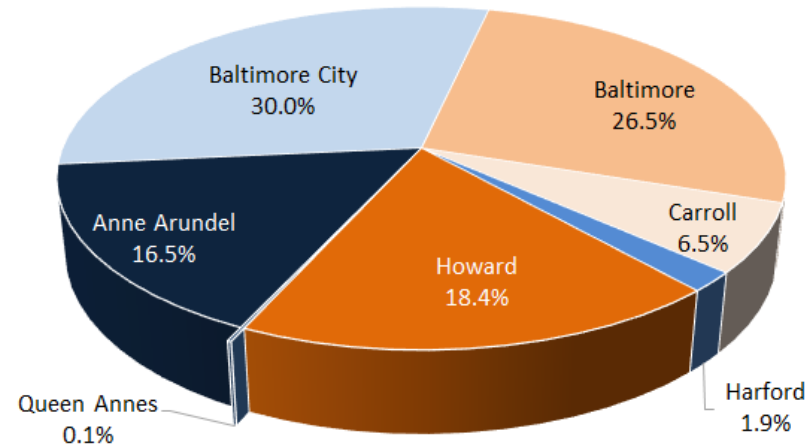 Baltimore City
30.0%
Baltimore
26.5%
Carroll
6.5%
Anne Arundel
16.5%
Howard
18.4%
Queen Annes
0.1%
Harford
1.9%